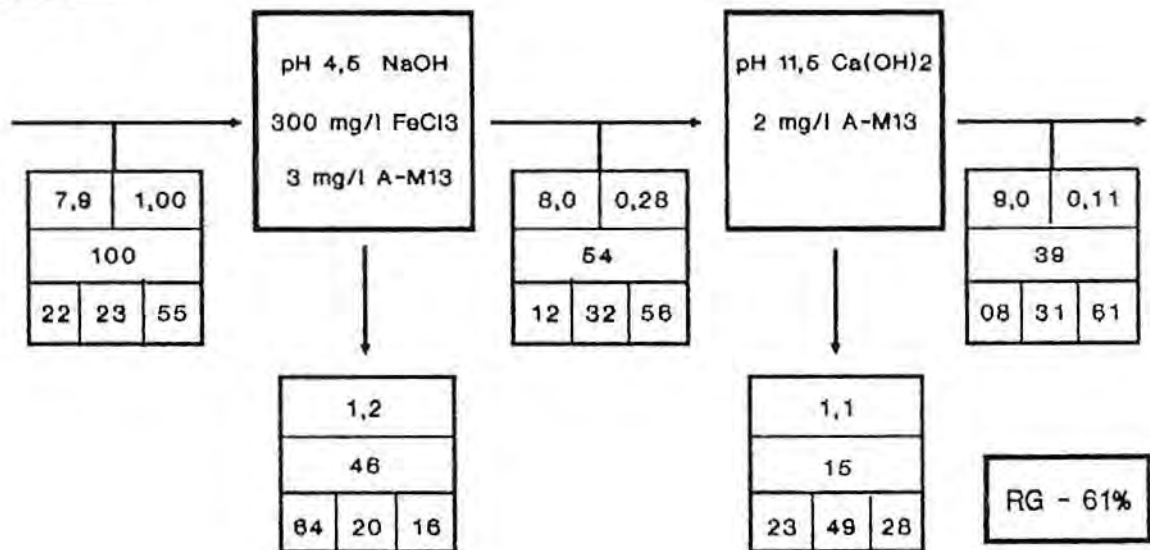 pH 4,5 NaOH
300 mg/l FeCl3
3 mg/l A-M13
pH 11,5 Ca(OH)2
2 mg/l A-M13
7,9 1,00
100
22 23 55
8,0 0,28
54
12 32 56
9,0 0,11
39
08 31 61
1,2
46
64 20 16
1,1
15
23 49 28
RG - 61%